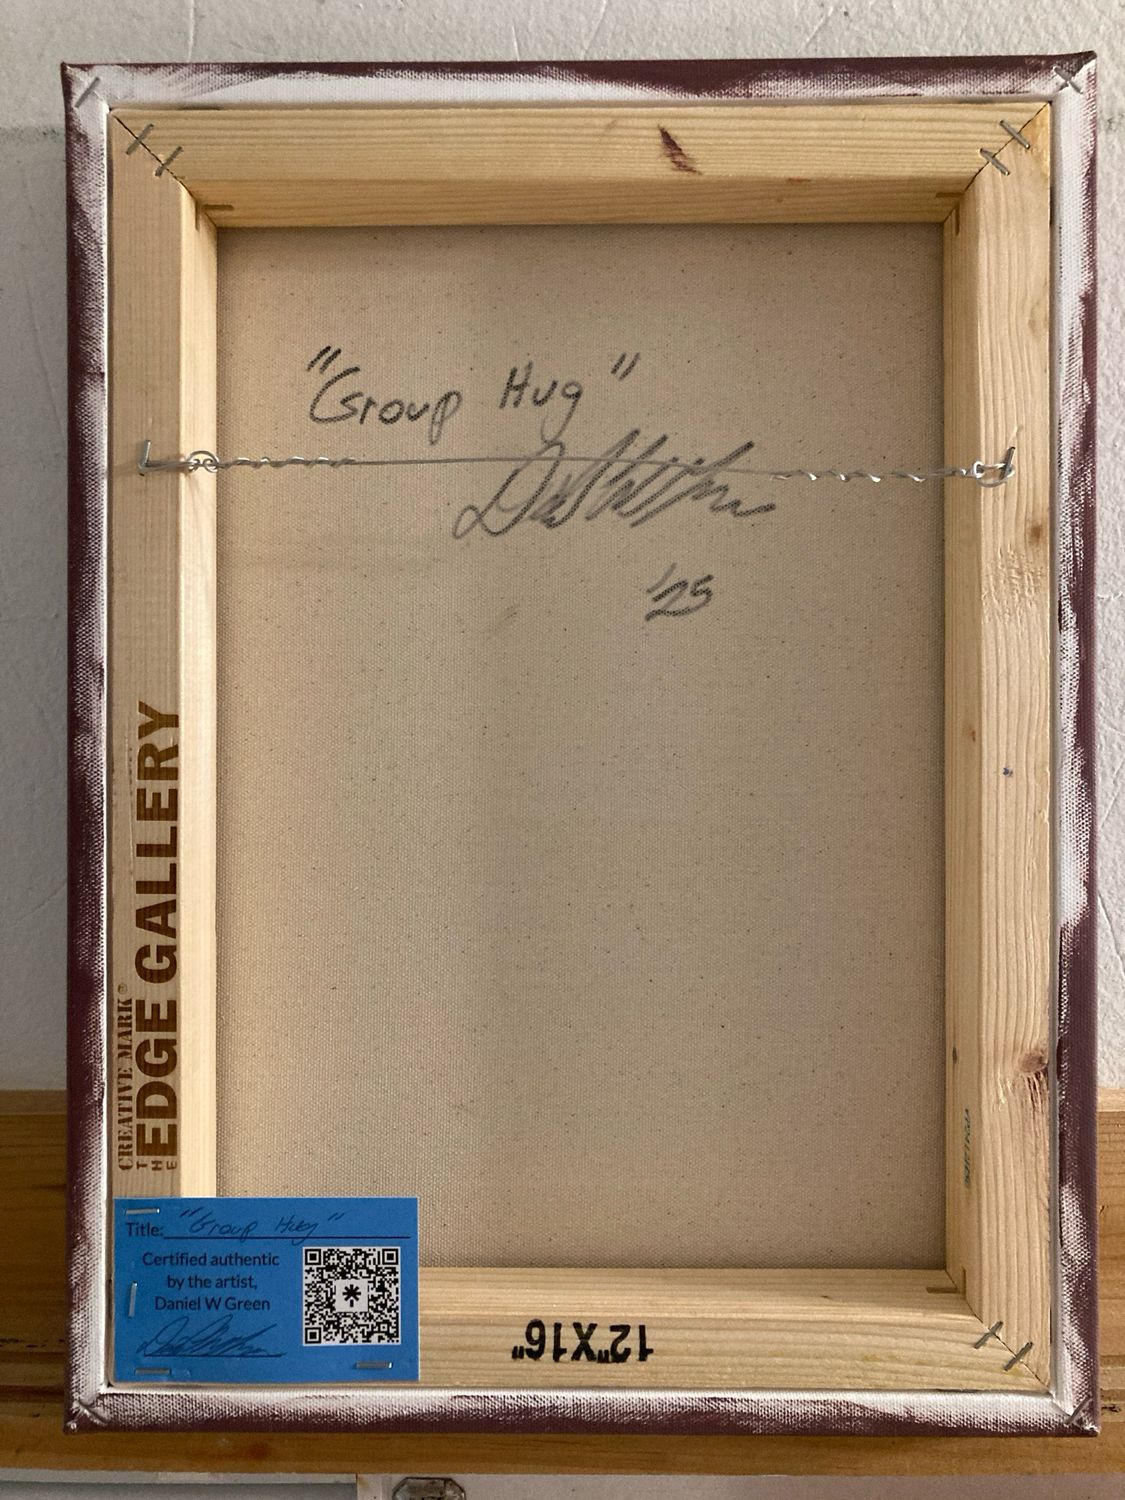 "Group Hug"
'25
CREATIVE MARK®
THE EDGE GALLERY
Title: "Group Hug"
Certified authentic
by the artist,
Daniel W Green
12"X16"